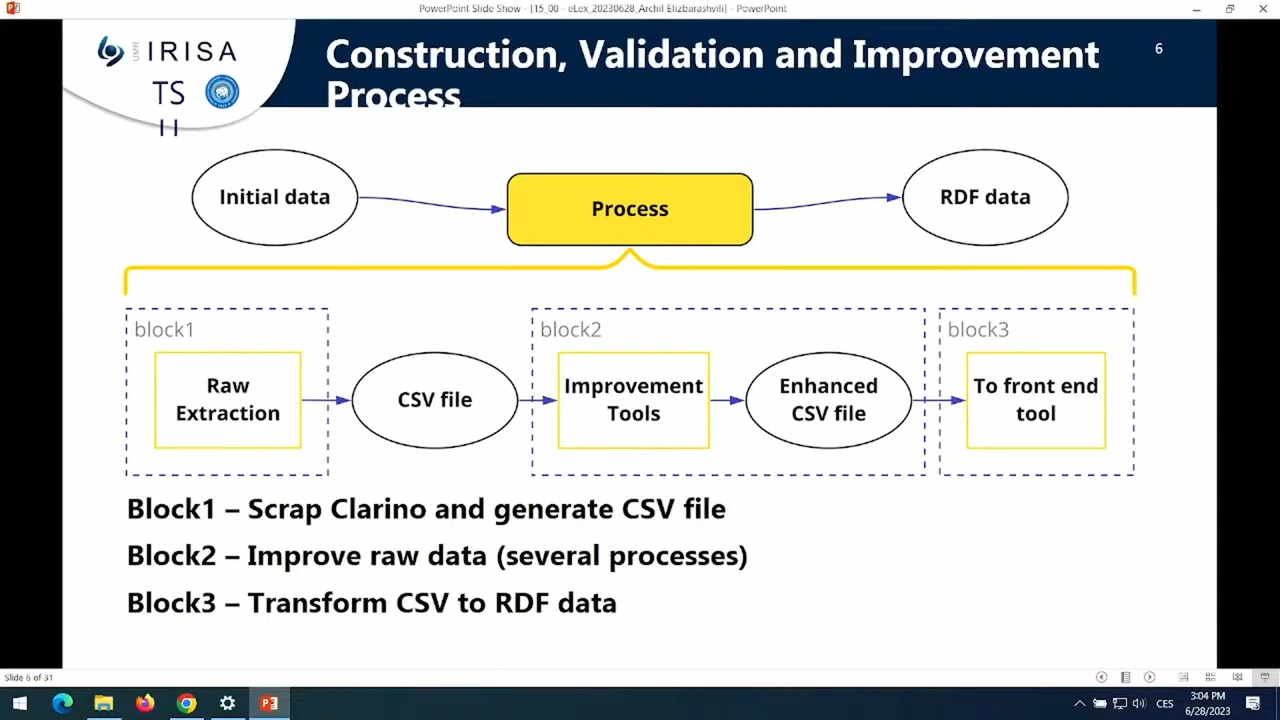 PowerPoint Slide Show - [15_00 - eLex_20230628_Archil Elizbarashvili] - PowerPoint
UMR
IRISA
TS
U
Construction, Validation and Improvement
Process
6
Initial data
Process
RDF data
block1
block2
block3
Raw
Extraction
CSV file
Improvement
Tools
Enhanced
CSV file
To front end
tool
Block1 – Scrap Clarino and generate CSV file
Block2 – Improve raw data (several processes)
Block3 – Transform CSV to RDF data
Slide 6 of 31
CES
3:04 PM
6/28/2023